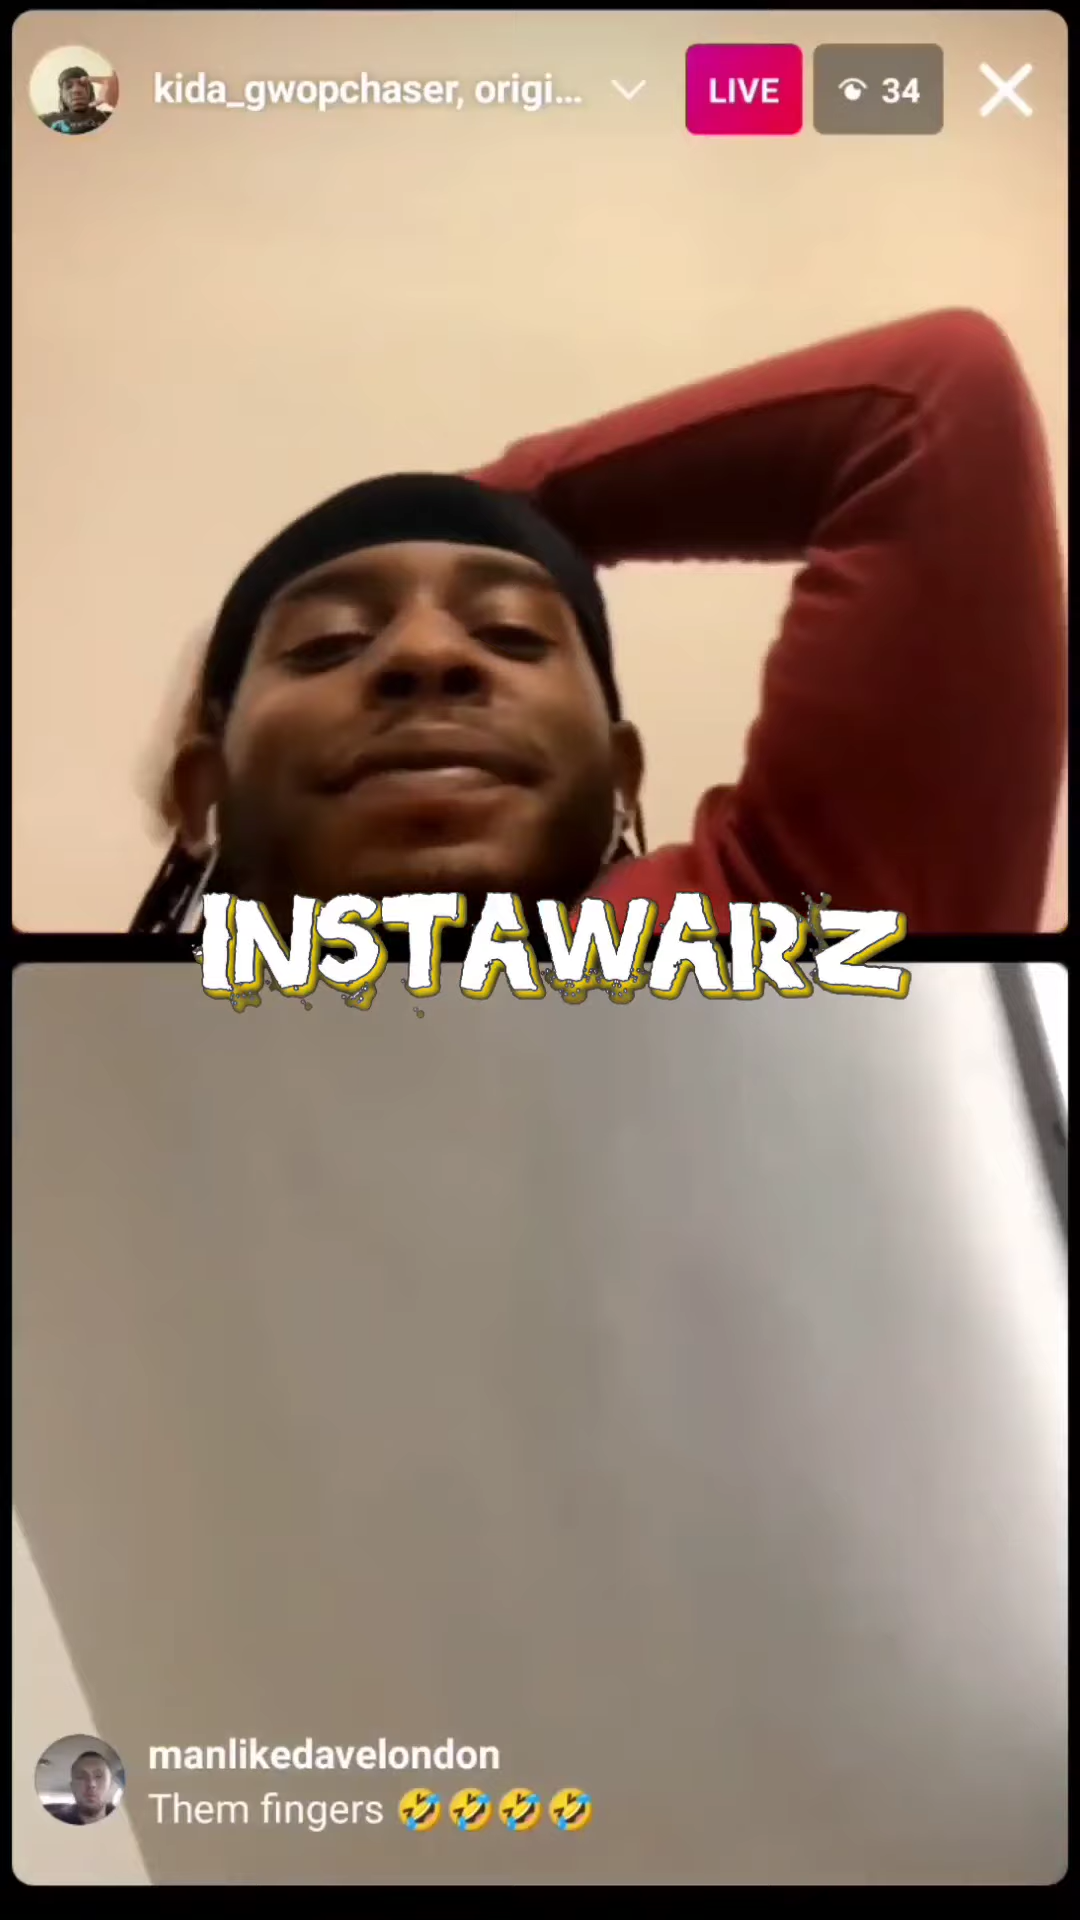 kida_gwopchaser, origi...
LIVE
34
INSTAWARZ
manlikedavelondon
Them fingers 🤣🤣🤣🤣